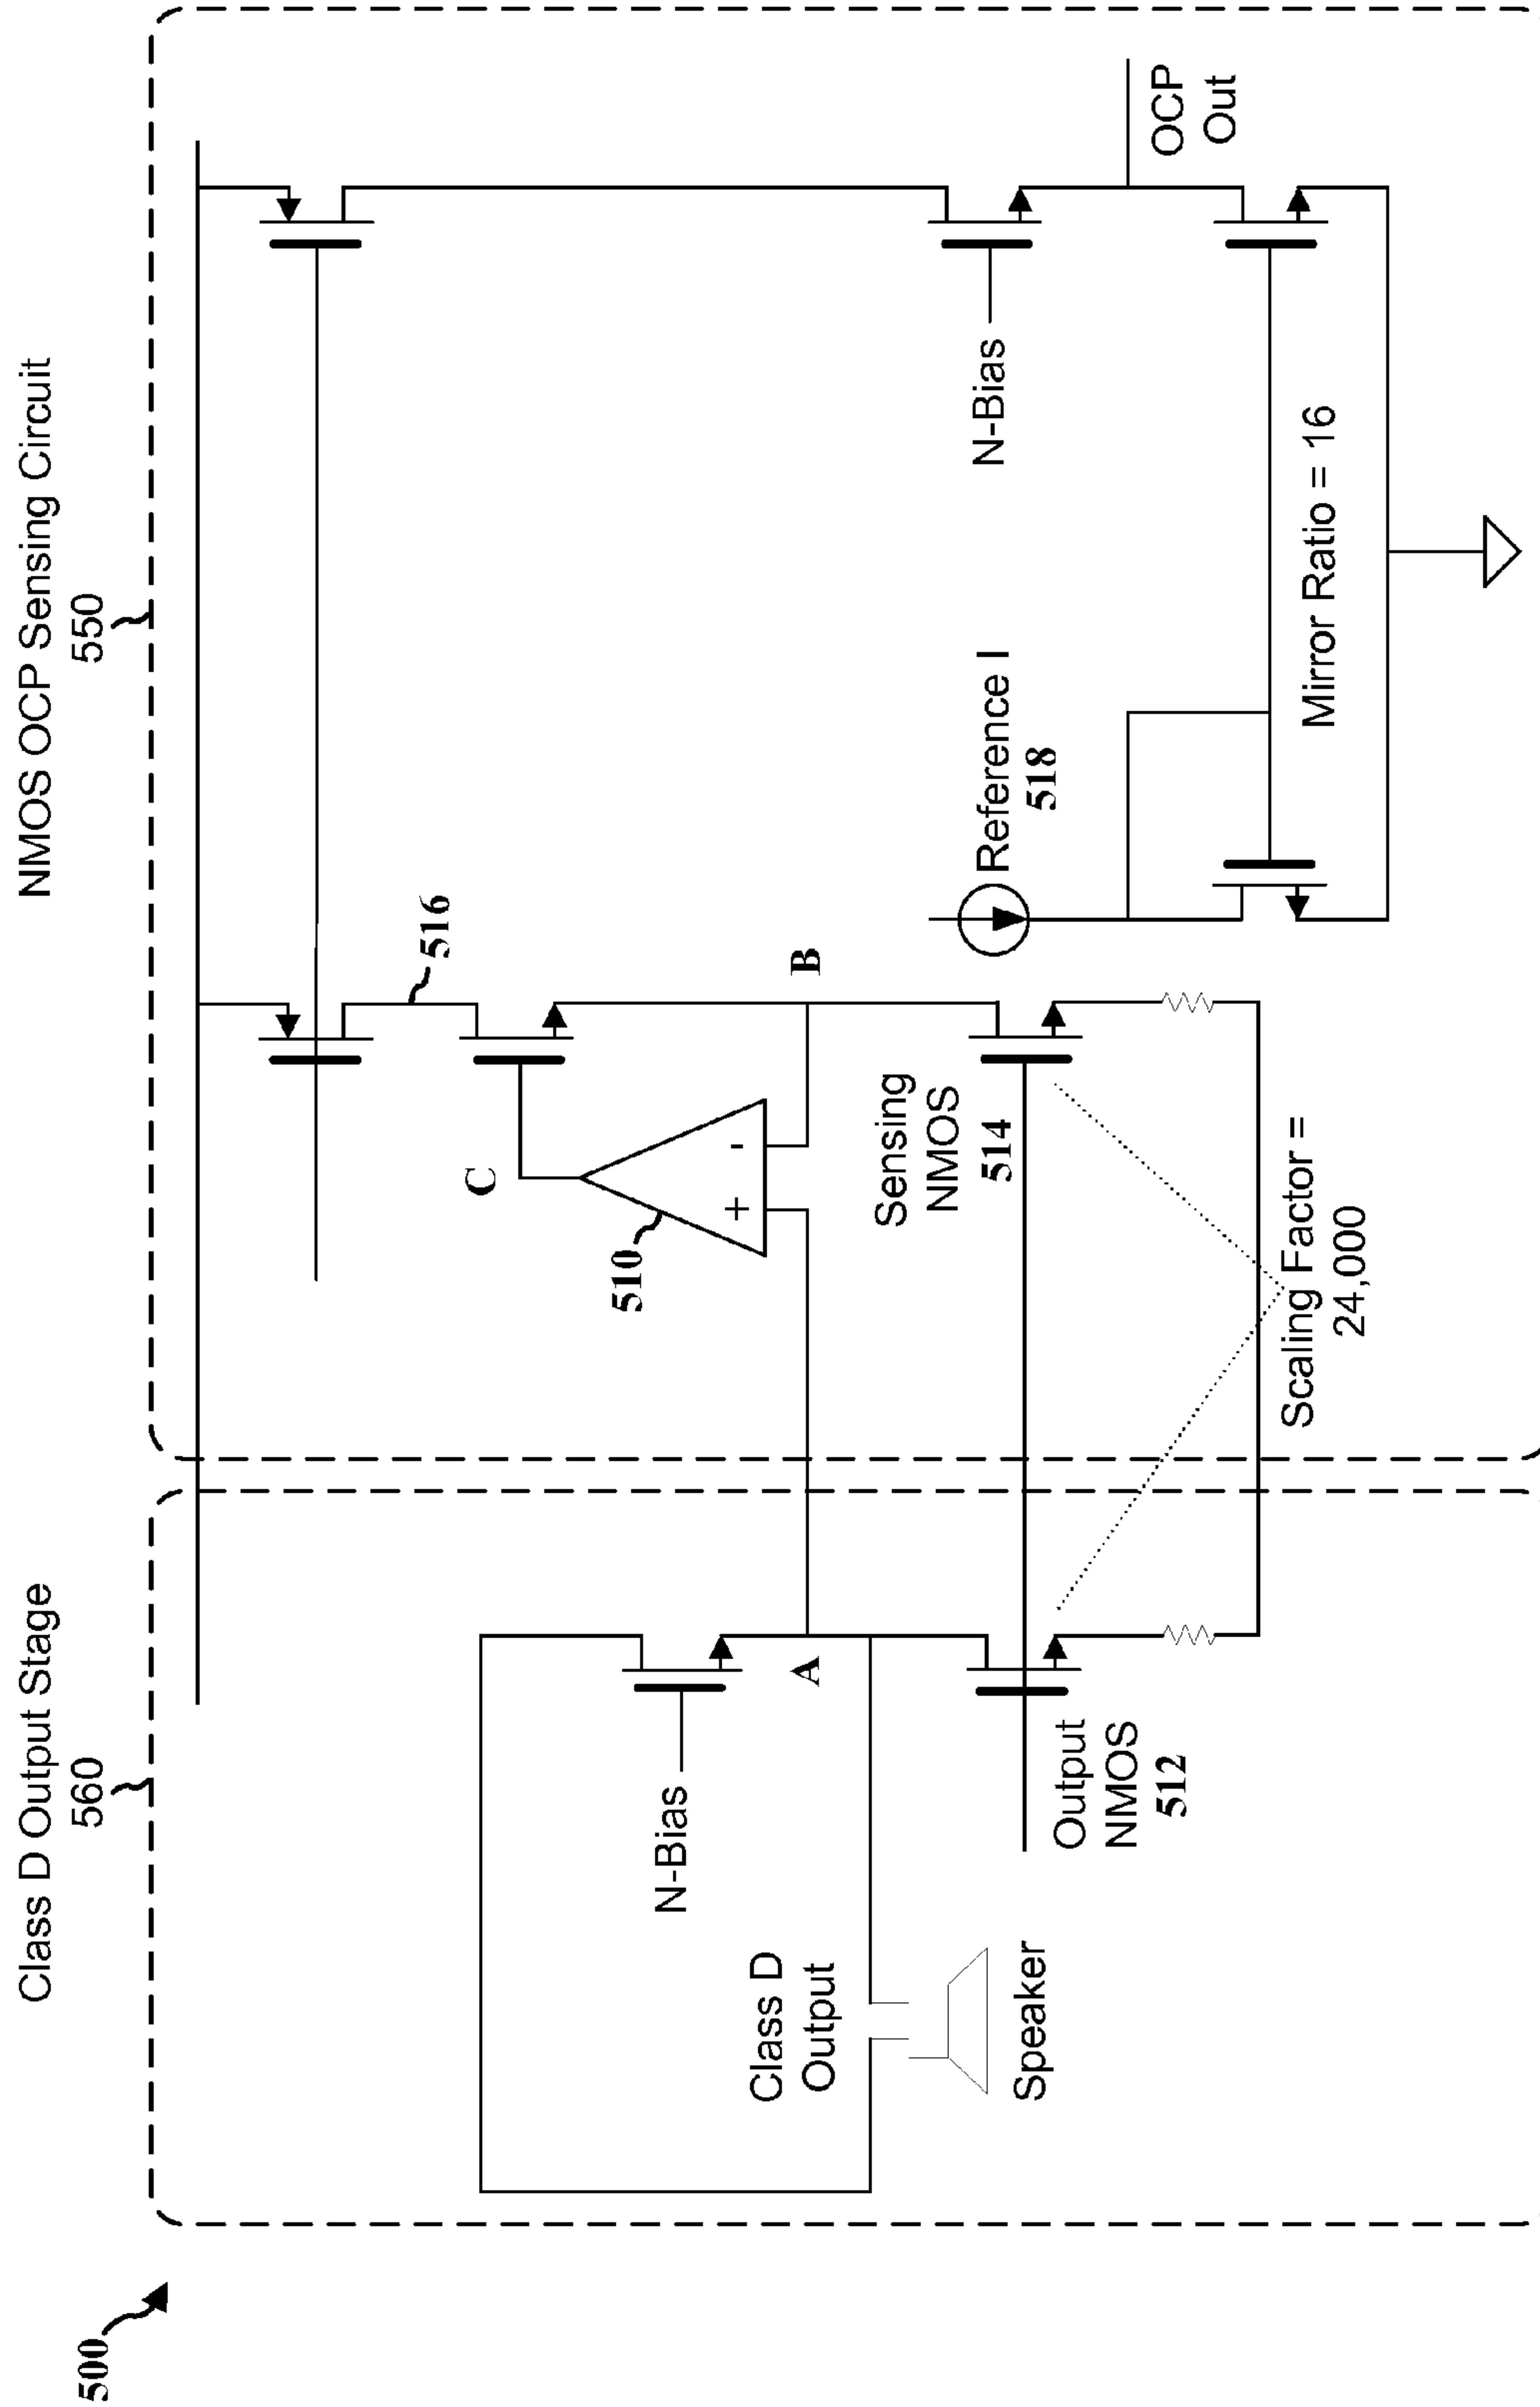 500
Class D Output Stage
560
NMOS OCP Sensing Circuit
550
N-Bias
A
Class D
Output
Speaker
Output
NMOS
512
510
+
-
C
516
B
Sensing
NMOS
514
Scaling Factor =
24,000
Reference I
518
N-Bias
Mirror Ratio = 16
OCP
Out